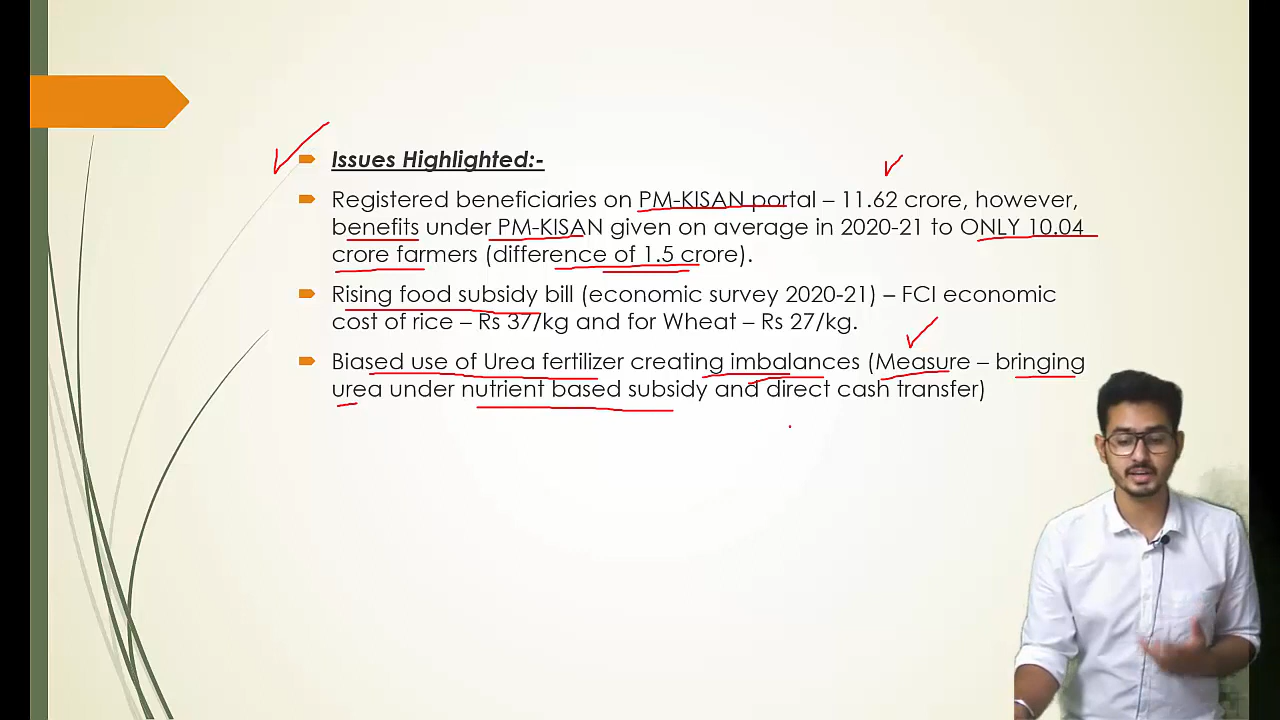 Issues Highlighted:-
Registered beneficiaries on PM-KISAN portal – 11.62 crore, however,
benefits under PM-KISAN given on average in 2020-21 to ONLY 10.04
crore farmers (difference of 1.5 crore).
Rising food subsidy bill (economic survey 2020-21) – FCI economic
cost of rice – Rs 37/kg and for Wheat – Rs 27/kg.
Biased use of Urea fertilizer creating imbalances (Measure – bringing
urea under nutrient based subsidy and direct cash transfer)